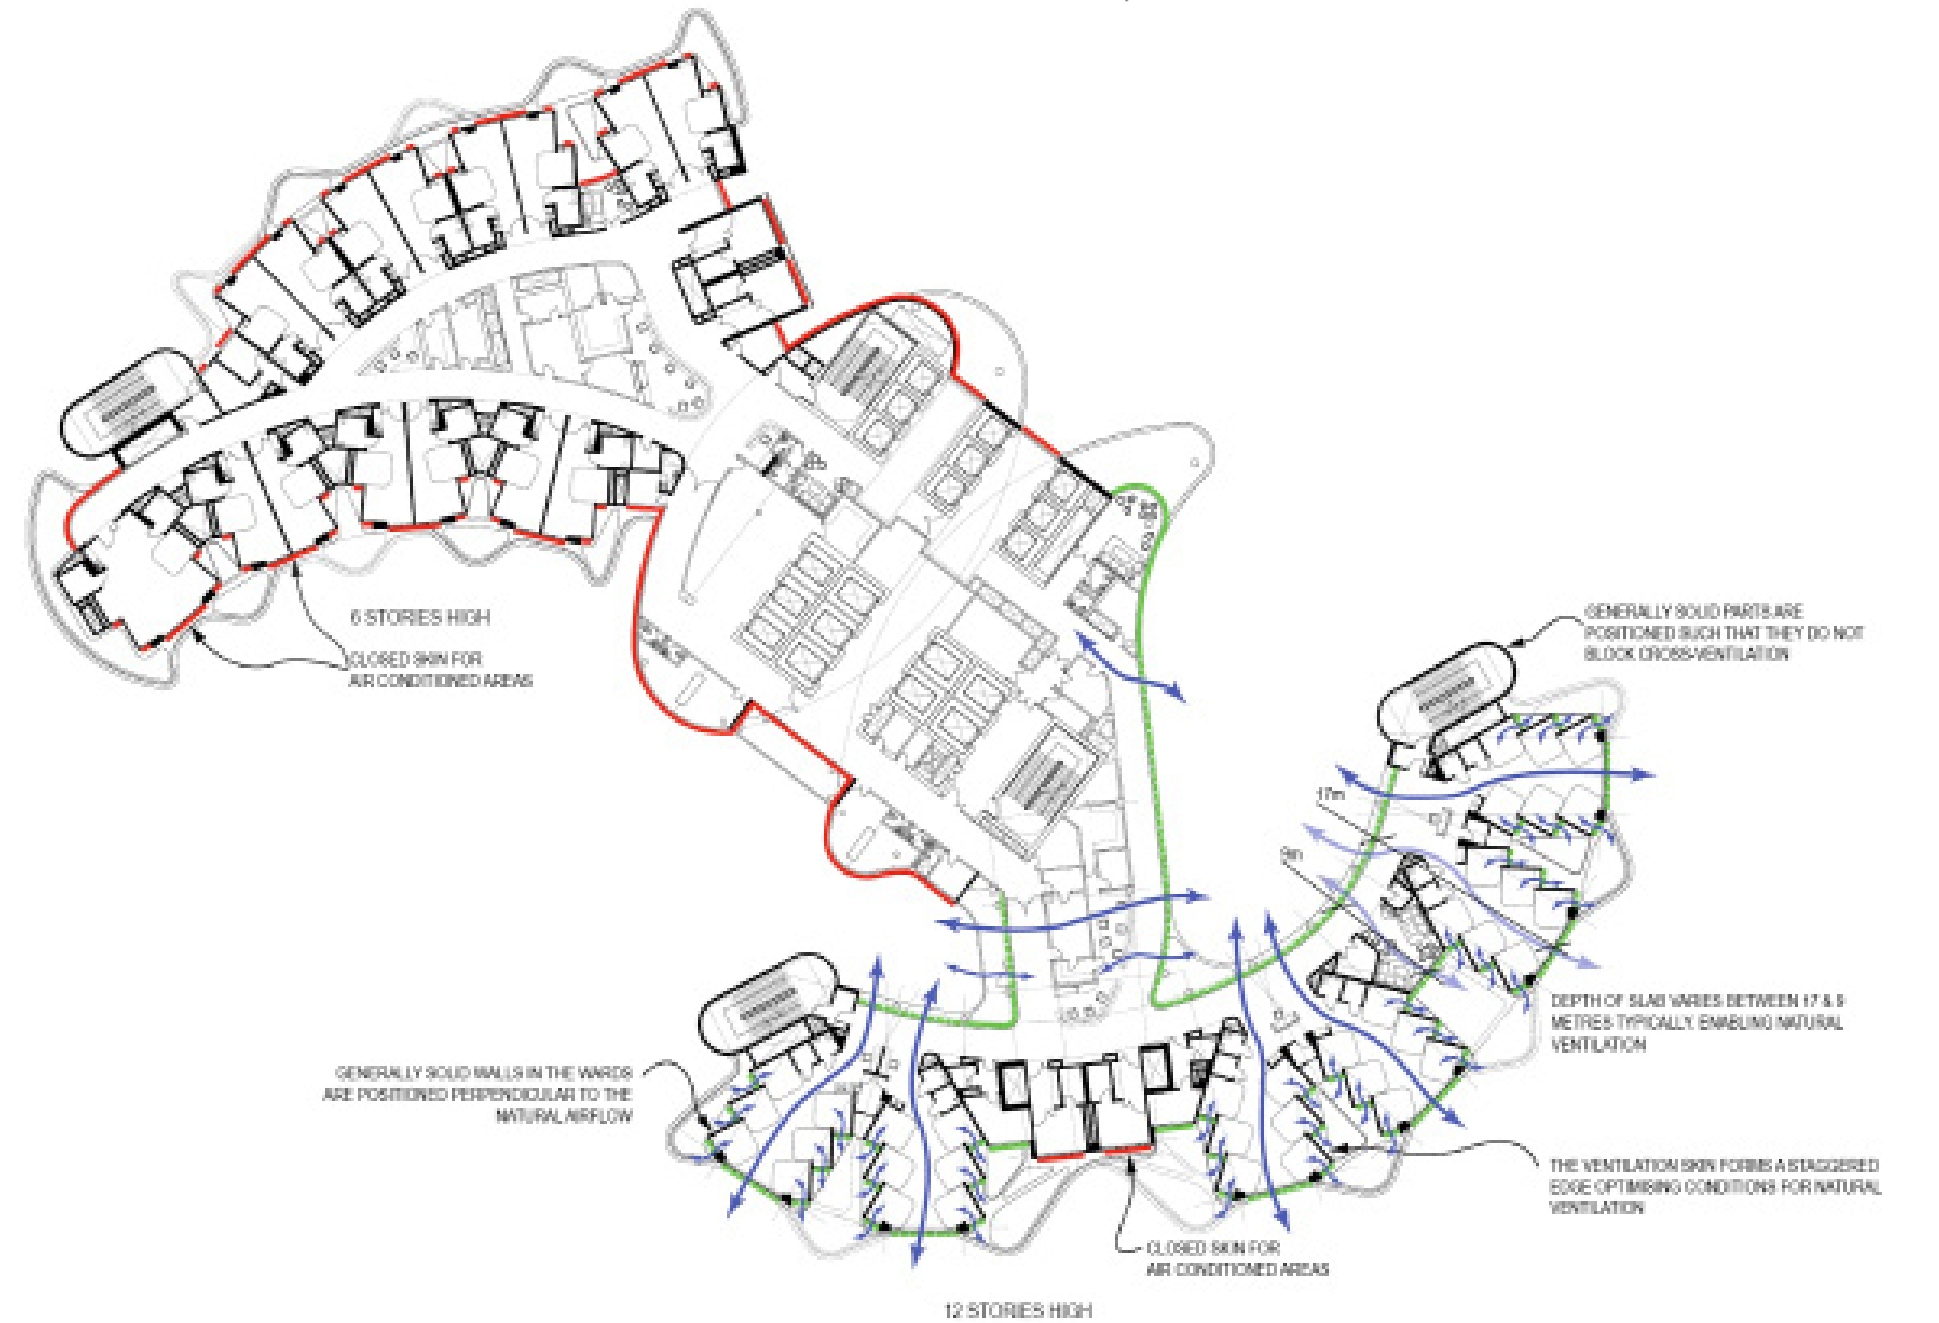 6 STORIES HIGH
CLOSED SKIN FOR
AIR CONDITIONED AREAS
GENERALLY SOLID PARTS ARE
POSITIONED SUCH THAT THEY DO NOT
BLOCK CROSS-VENTILATION
17m
9m
DEPTH OF SLAB VARIES BETWEEN 17 & 9
METRES TYPICALLY. ENABLING NATURAL
VENTILATION
GENERALLY SOLID WALLS IN THE WARDS
ARE POSITIONED PERPENDICULAR TO THE
NATURAL AIRFLOW
THE VENTILATION SKIN FORMS A STAGGERED
EDGE OPTIMISING CONDITIONS FOR NATURAL
VENTILATION
CLOSED SKIN FOR
AIR CONDITIONED AREAS
12 STORIES HIGH